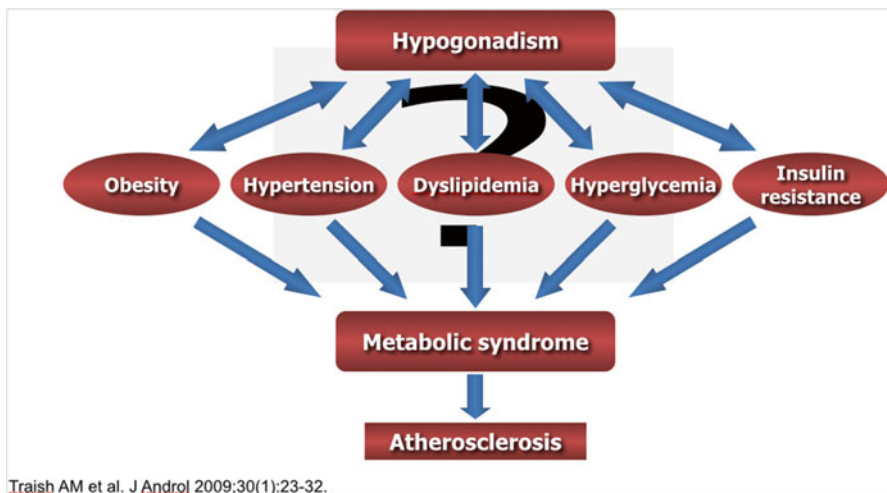 Hypogonadism
?
Obesity
Hypertension
Dyslipidemia
Hyperglycemia
Insulin
resistance
Metabolic syndrome
Atherosclerosis
Traish AM et al. J Androl 2009;30(1):23-32.